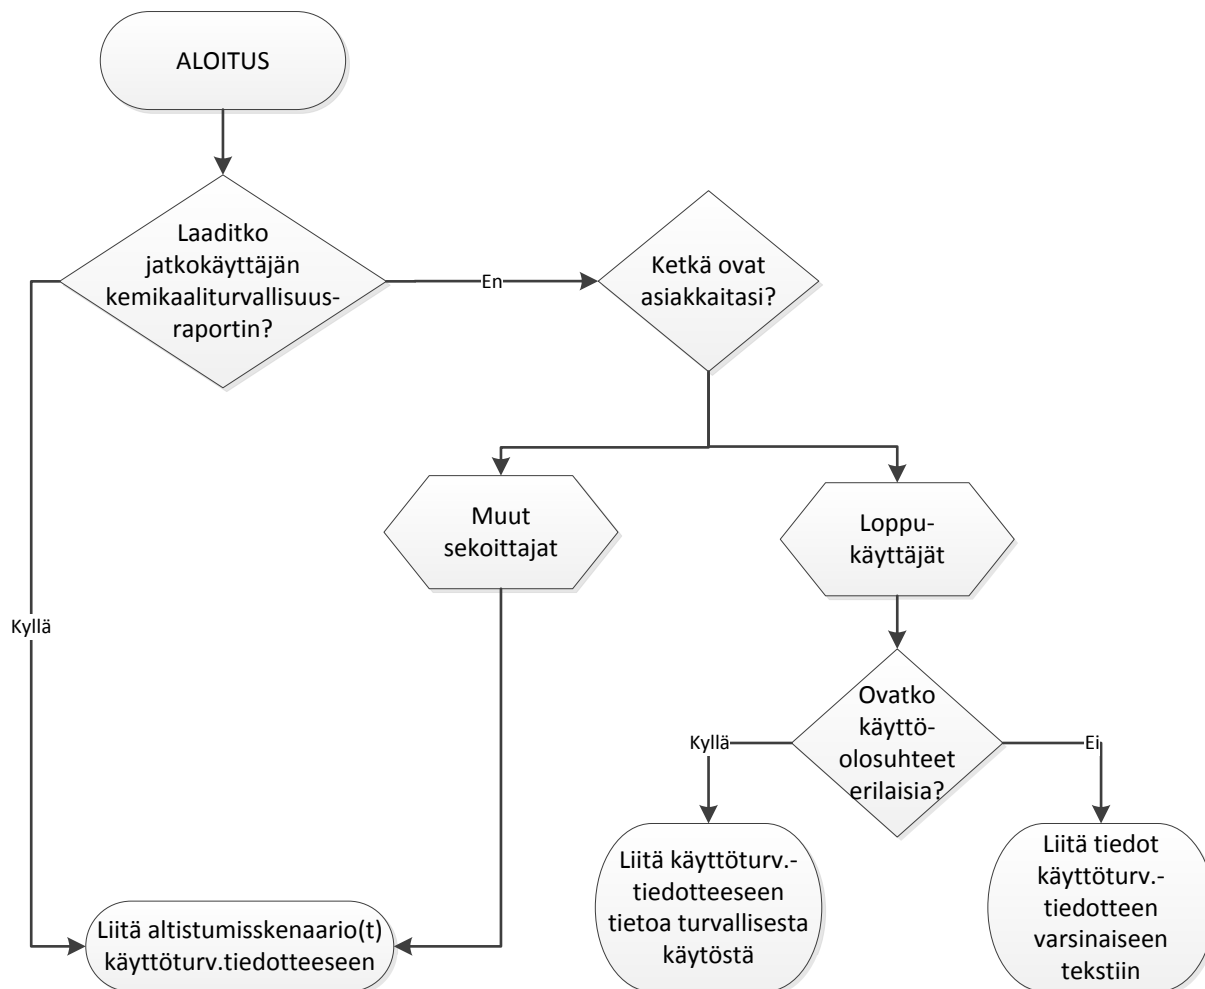 ALOITUS
Laaditko
jatkokäyttäjän
kemikaaliturvallisuus-
raportin?
En
Ketkä ovat
asiakkaitasi?
Muut
sekoittajat
Loppu-
käyttäjät
Kyllä
Ovatko
käyttö-
olosuhteet
erilaisia?
Kyllä
Ei
Liitä altistumisskenaario(t)
käyttöturv.tiedotteeseen
Liitä käyttöturv.-
tiedotteeseen
tietoa turvallisesta
käytöstä
Liitä tiedot
käyttöturv.-
tiedotteen
varsinaiseen
tekstiin